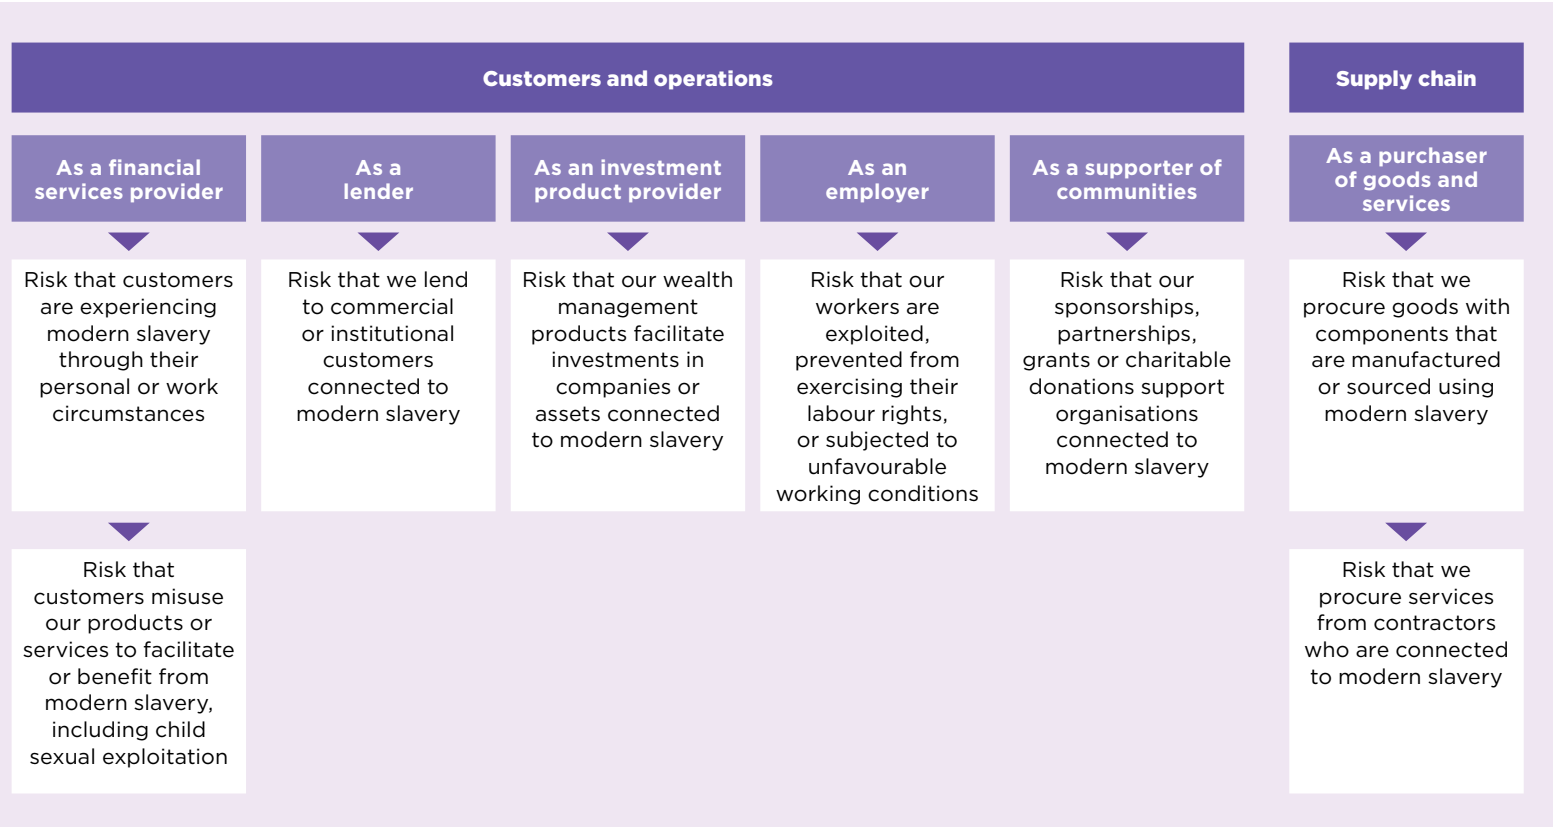 Customers and operations
Supply chain
As a financial
services provider
As a
lender
As an investment
product provider
As an
employer
As a supporter of
communities
As a purchaser
of goods and
services
Risk that customers
are experiencing
modern slavery
through their
personal or work
circumstances
Risk that we lend
to commercial
or institutional
customers
connected to
modern slavery
Risk that our wealth
management
products facilitate
investments in
companies or
assets connected
to modern slavery
Risk that our
workers are
exploited,
prevented from
exercising their
labour rights,
or subjected to
unfavourable
working conditions
Risk that our
sponsorships,
partnerships,
grants or charitable
donations support
organisations
connected to
modern slavery
Risk that we
procure goods with
components that
are manufactured
or sourced using
modern slavery
Risk that
customers misuse
our products or
services to facilitate
or benefit from
modern slavery,
including child
sexual exploitation
Risk that we
procure services
from contractors
who are connected
to modern slavery